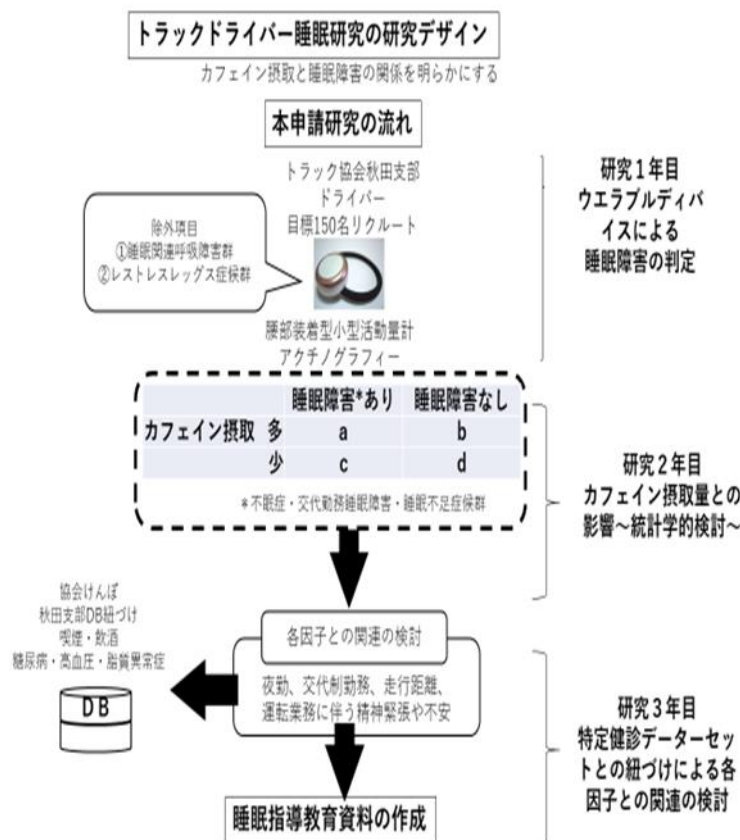 トラックドライバー睡眠研究の研究デザイン
カフェイン摂取と睡眠障害の関係を明らかにする
本申請研究の流れ
トラック協会秋田支部
ドライバー
目標150名リクルート
除外項目
①睡眠関連呼吸障害群
②レストレスレッグス症候群
腰部装着型小型活動量計
アクチノグラフィー
研究１年目
ウエラブルディバ
イスによる
睡眠障害の判定
睡眠障害*あり 睡眠障害なし
カフェイン摂取 多 a b
少 c d
*不眠症・交代勤務睡眠障害・睡眠不足症候群
研究２年目
カフェイン摂取量との
影響～統計学的検討～
協会けんぽ
秋田支部DB紐づけ
喫煙・飲酒
糖尿病・高血圧・脂質異常症
DB
各因子との関連の検討
夜勤、交代制勤務、走行距離、
運転業務に伴う精神緊張や不安
研究３年目
特定健診データーセッ
トとの紐づけによる各
因子との関連の検討
睡眠指導教育資料の作成